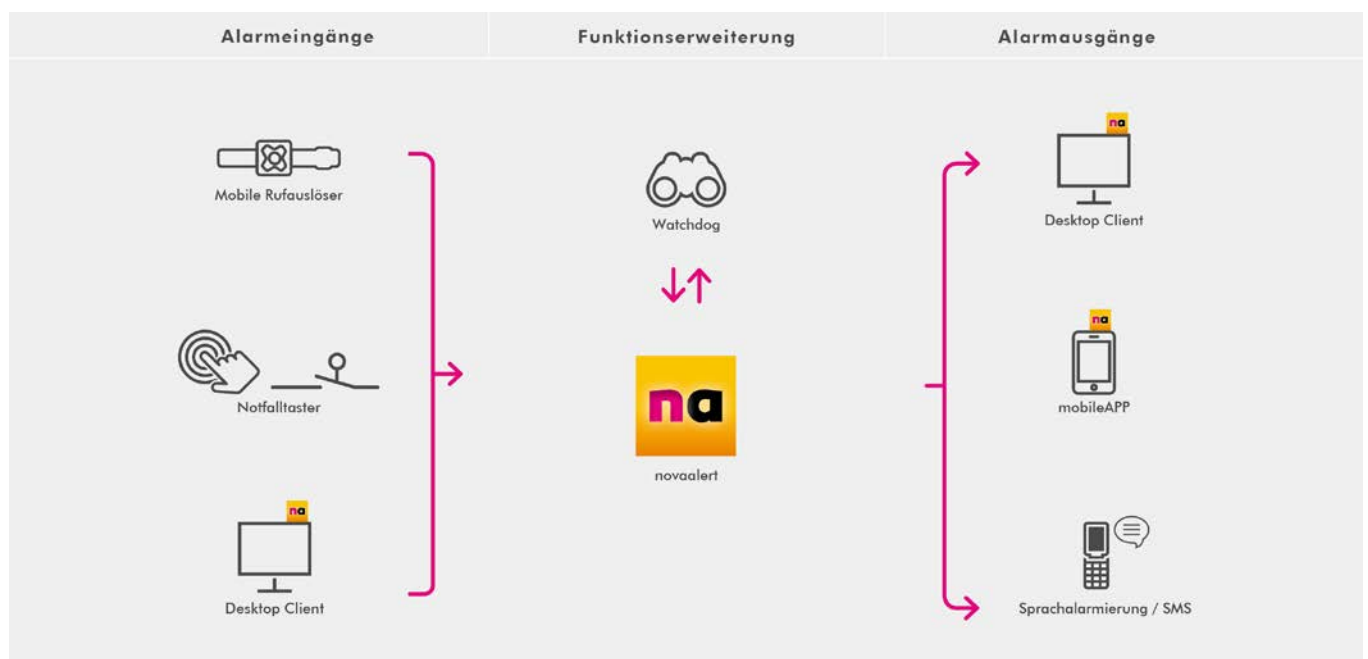 Alarmeingänge
Funktionserweiterung
Alarmausgänge
na
Mobile Rufauslöser
Watchdog
Desktop Client
na
Notfalltaster
na
novaalert
mobileAPP
na
Desktop Client
Sprachalarmierung / SMS